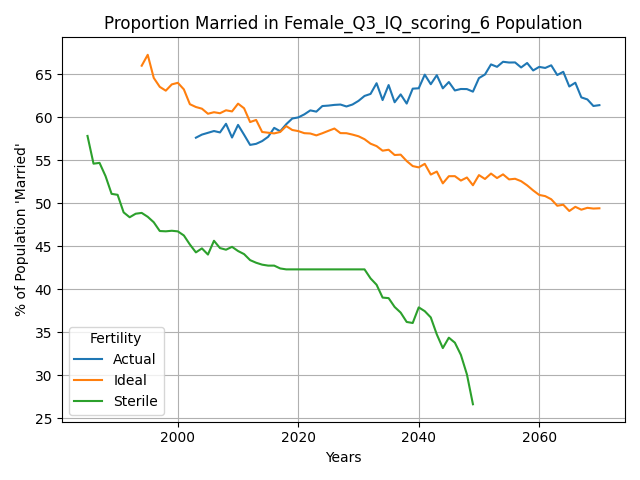 Proportion Married in Female_Q3_IQ_scoring_6 Population
% of Population 'Married'
65
60
55
50
45
40
35
30
25
Fertility
Actual
Ideal
Sterile
2000
2020
2040
2060
Years